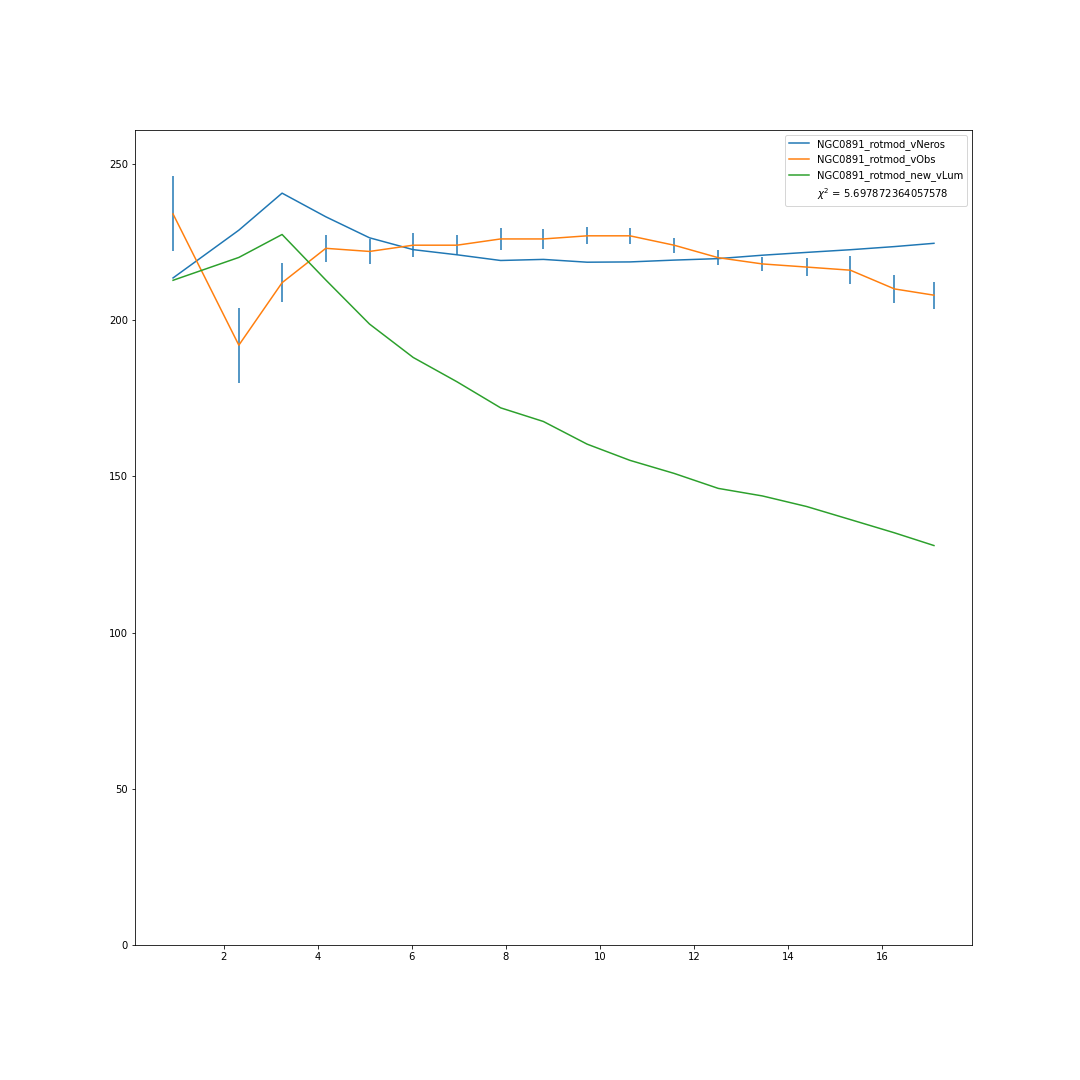 NGC0891_rotmod_vNeros
NGC0891_rotmod_vObs
NGC0891_rotmod_new_vLum
χ² = 5.697872364057578
250
200
150
100
50
0
2 4 6 8 10 12 14 16